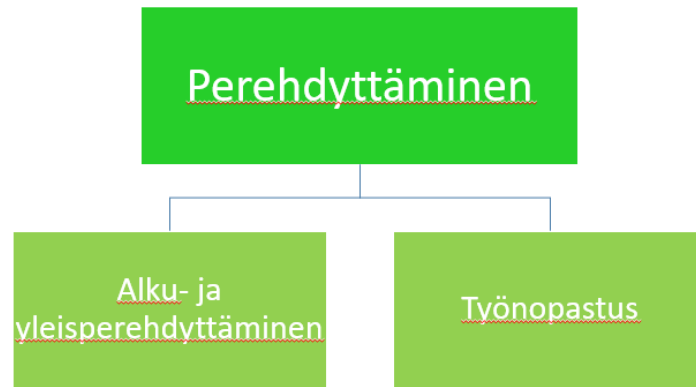 Perehdyttäminen
Alku- ja
yleisperehdyttäminen
Työnopastus